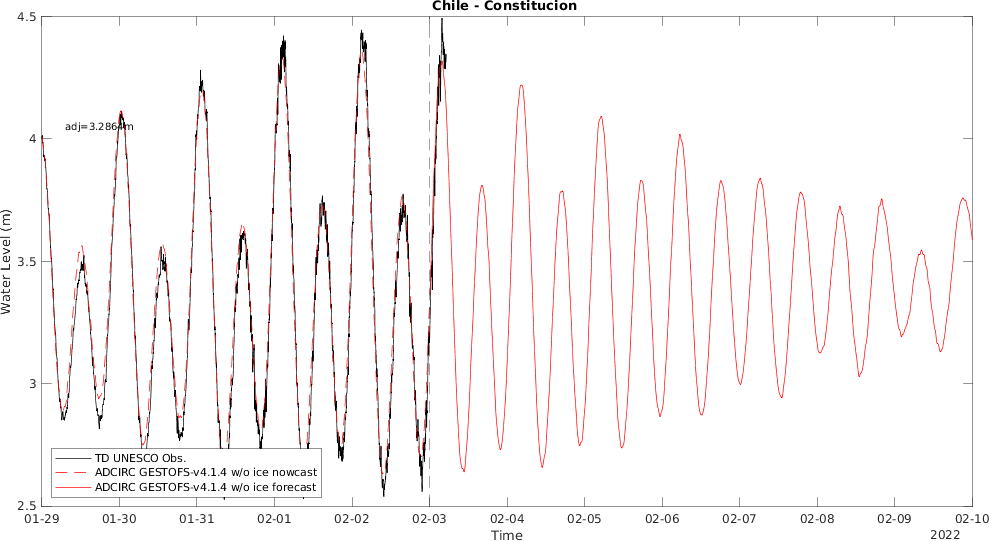 Chile - Constitucion
4.5
adj=3.2864m
4
3.5
3
2.5
Water Level (m)
TD UNESCO Obs.
ADCIRC GESTOFS-v4.1.4 w/o ice nowcast
ADCIRC GESTOFS-v4.1.4 w/o ice forecast
01-29 01-30 01-31 02-01 02-02 02-03 02-04 02-05 02-06 02-07 02-08 02-09 02-10
Time
2022